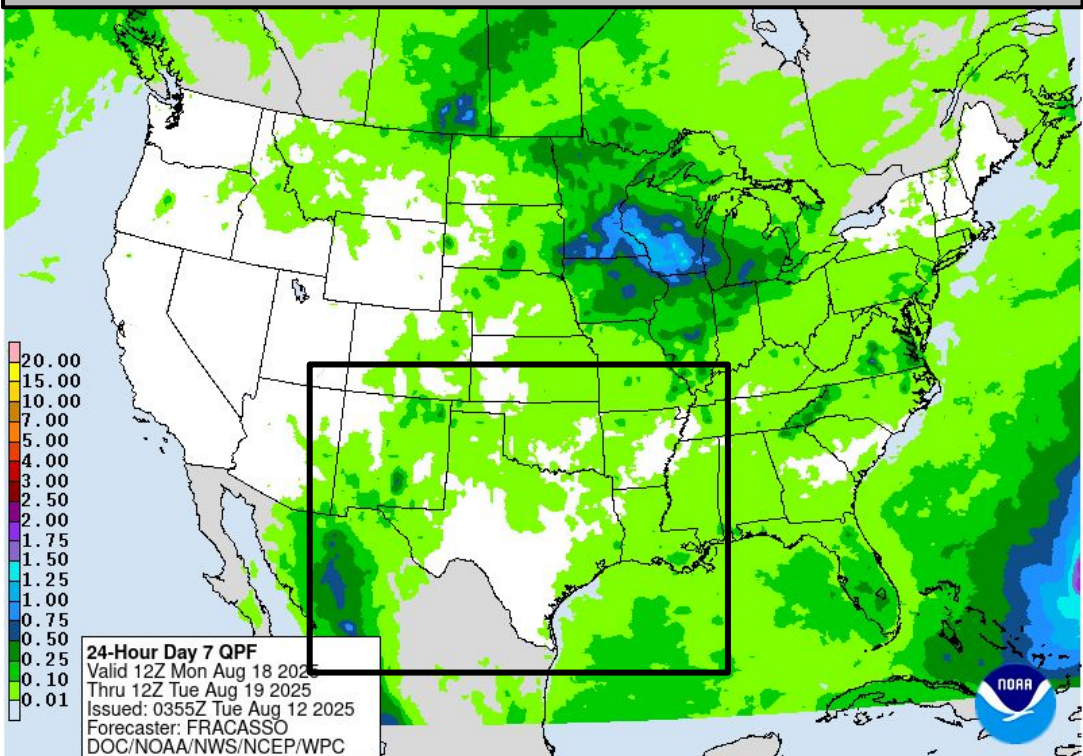 20.00
15.00
10.00
7.00
5.00
4.00
3.00
2.50
2.00
1.75
1.50
1.25
1.00
0.75
0.50
0.25
0.10
0.01
24-Hour Day 7 QPF
Valid 12Z Mon Aug 18 2025
Thru 12Z Tue Aug 19 2025
Issued: 0355Z Tue Aug 12 2025
Forecaster: FRACASSO
DOC/NOAA/NWS/NCEP/WPC
NOAA